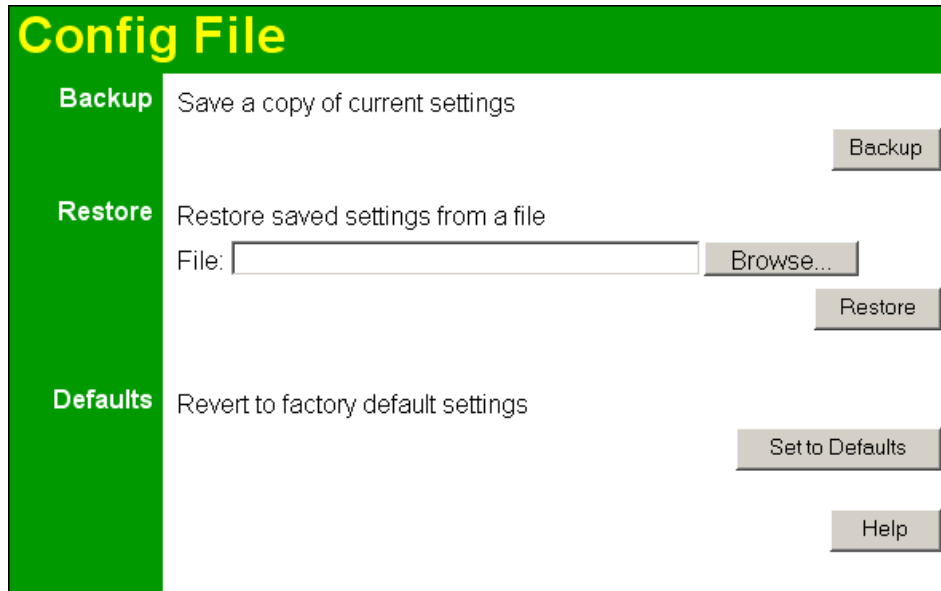 Config File
Backup Save a copy of current settings
Backup
Restore Restore saved settings from a file
File: Browse...
Restore
Defaults Revert to factory default settings
Set to Defaults
Help